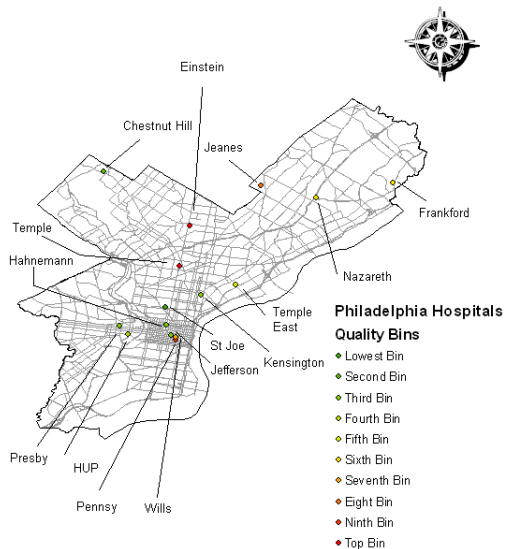 Einstein
Chestnut Hill
Jeanes
Frankford
Temple
Hahnemann
Nazareth
Temple
East
St Joe
Kensington
Jefferson
Presby
HUP
Pennsy
Wills
Philadelphia Hospitals
Quality Bins
Lowest Bin
Second Bin
Third Bin
Fourth Bin
Fifth Bin
Sixth Bin
Seventh Bin
Eight Bin
Ninth Bin
Top Bin